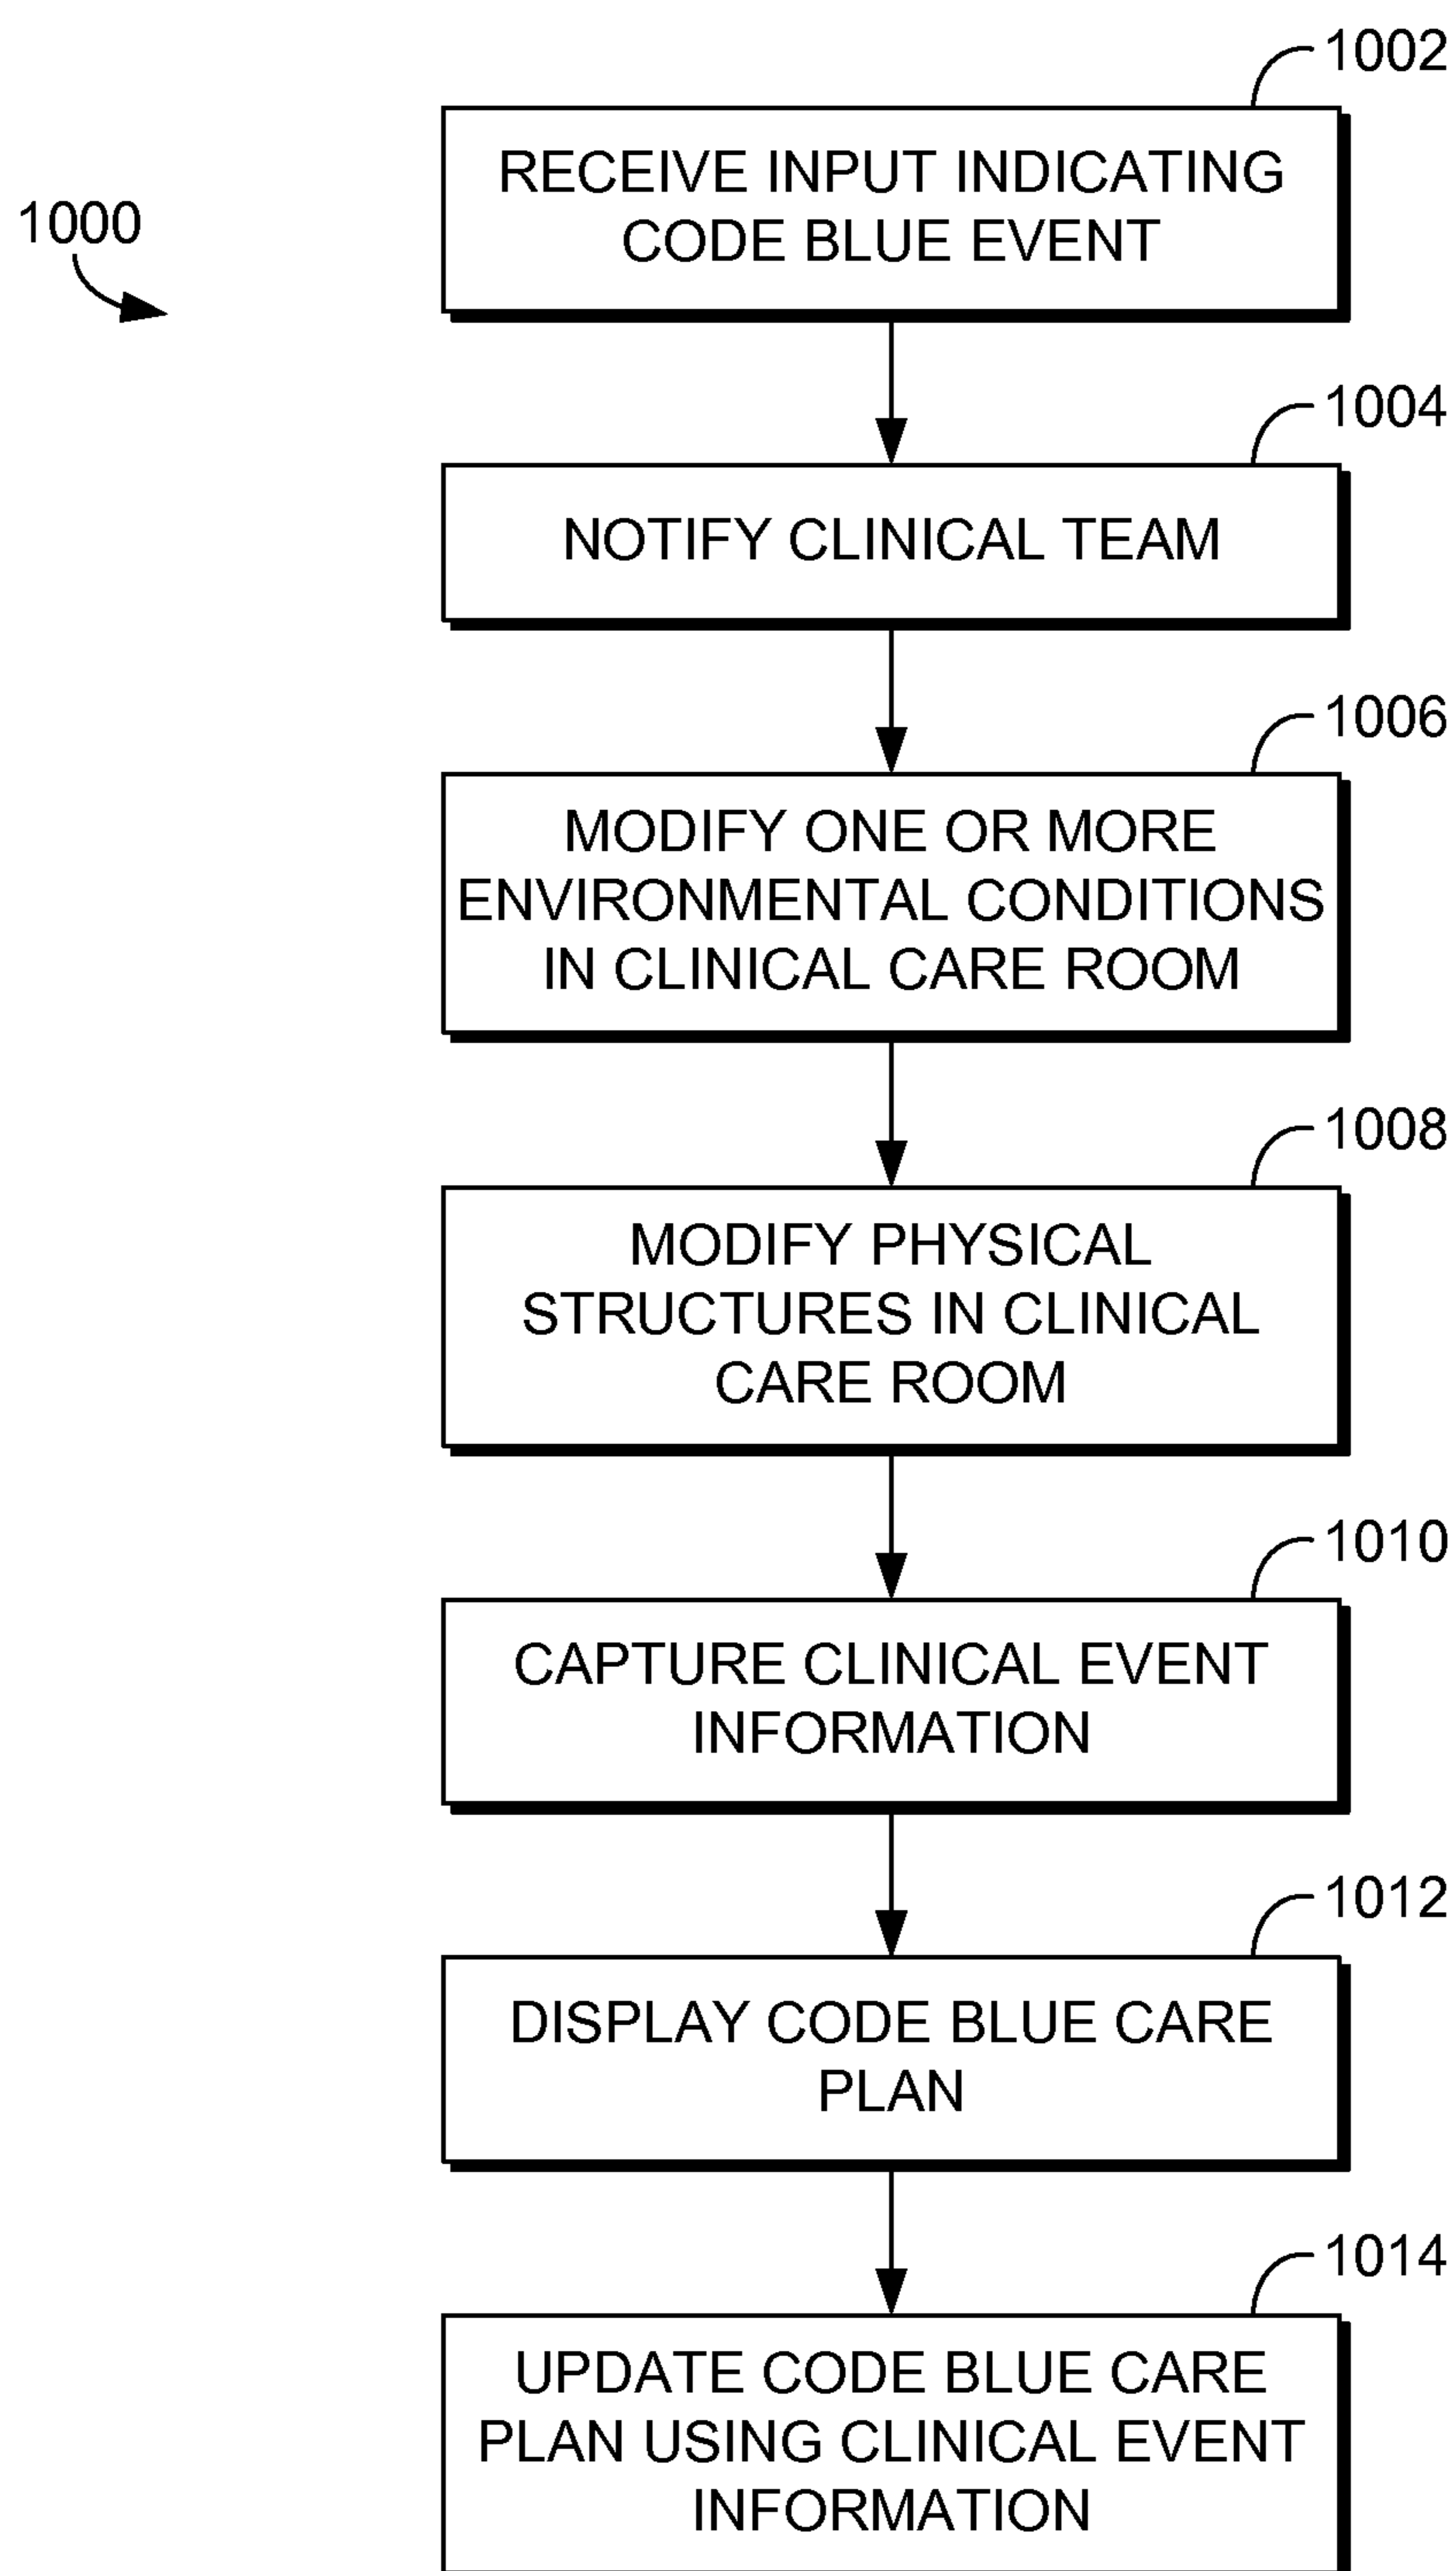 1002
RECEIVE INPUT INDICATING
CODE BLUE EVENT
1000
1004
NOTIFY CLINICAL TEAM
1006
MODIFY ONE OR MORE
ENVIRONMENTAL CONDITIONS
IN CLINICAL CARE ROOM
1008
MODIFY PHYSICAL
STRUCTURES IN CLINICAL
CARE ROOM
1010
CAPTURE CLINICAL EVENT
INFORMATION
1012
DISPLAY CODE BLUE CARE
PLAN
1014
UPDATE CODE BLUE CARE
PLAN USING CLINICAL EVENT
INFORMATION